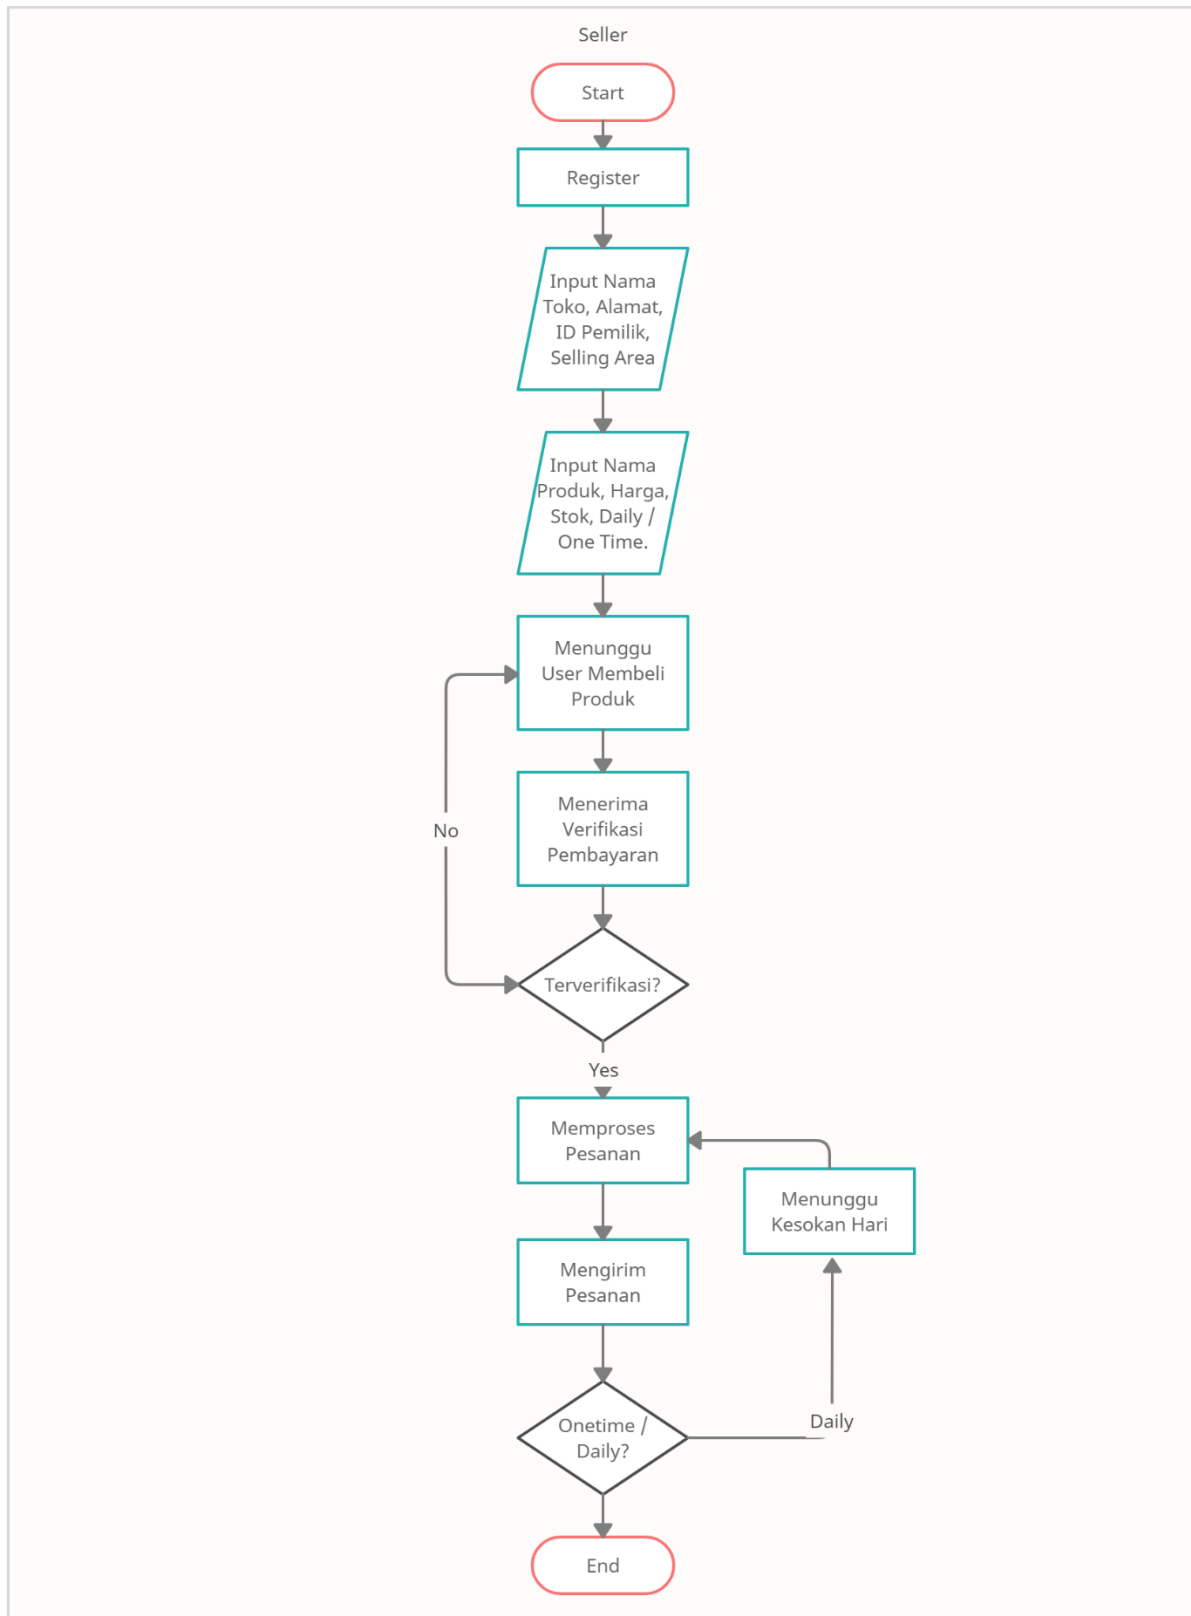 Seller
Start
Register
Input Nama
Toko, Alamat,
ID Pemilik,
Selling Area
Input Nama
Produk, Harga,
Stok, Daily /
One Time.
Menunggu
User Membeli
Produk
Menerima
Verifikasi
Pembayaran
No
Terverifikasi?
Yes
Memproses
Pesanan
Menunggu
Kesokan Hari
Mengirim
Pesanan
Onetime /
Daily?
Daily
End